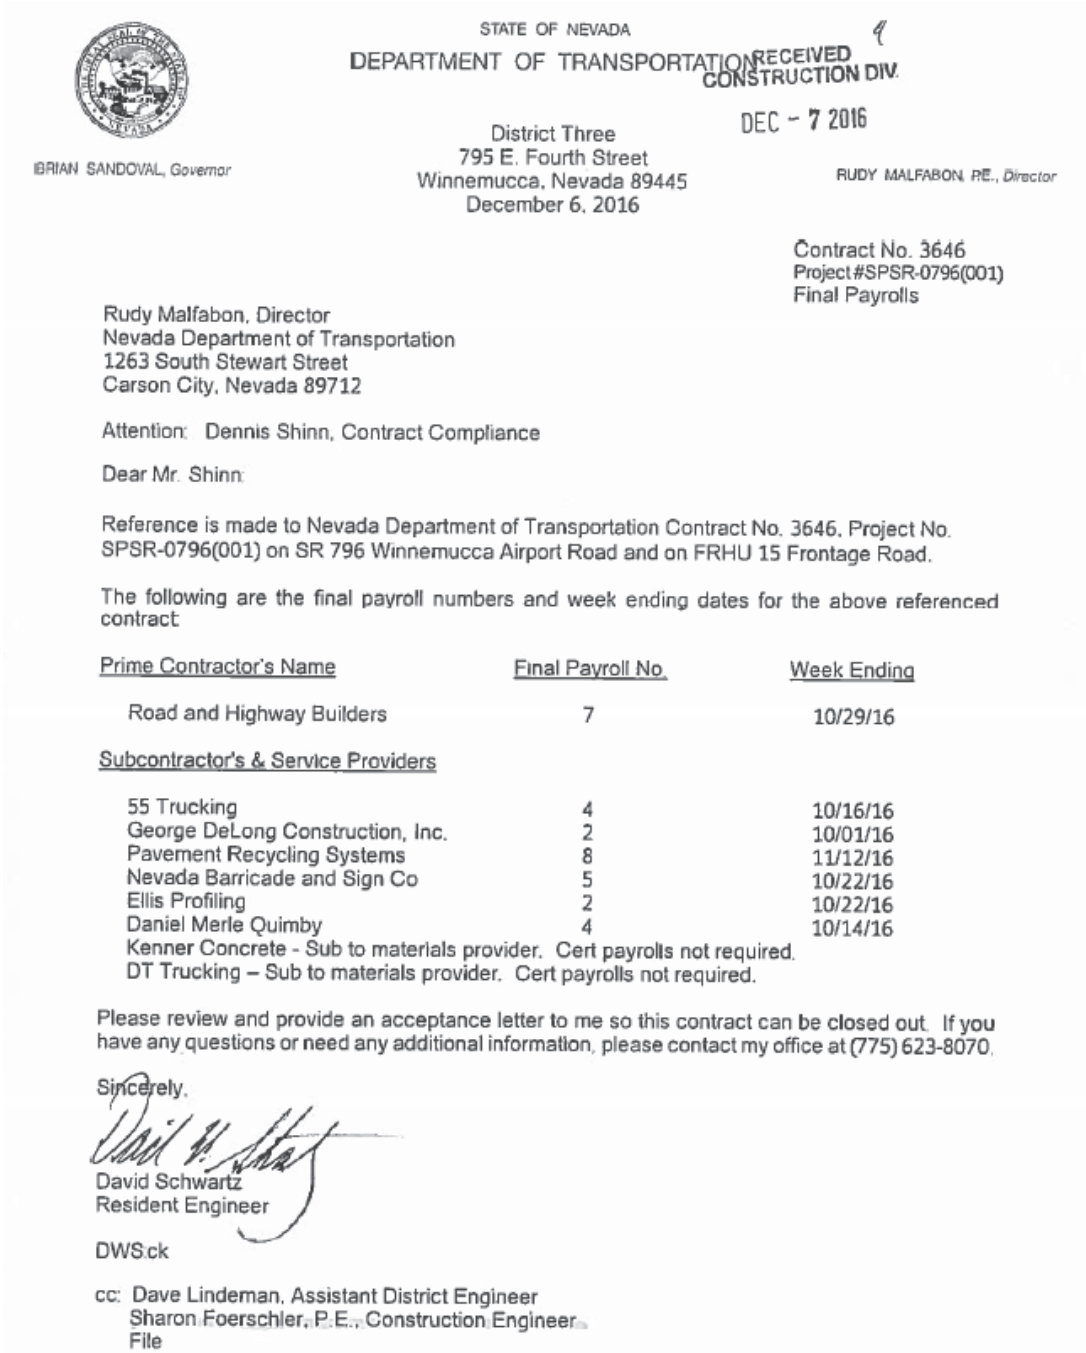 STATE OF NEVADA
DEPARTMENT OF TRANSPORTATION
RECEIVED
CONSTRUCTION DIV.
DEC - 7 2016
District Three
795 E. Fourth Street
Winnemucca, Nevada 89445
December 6, 2016
BRIAN SANDOVAL, Governor
RUDY MALFABON, P.E., Director
Contract No. 3646
Project #SPSR-0796(001)
Final Payrolls
Rudy Malfabon, Director
Nevada Department of Transportation
1263 South Stewart Street
Carson City, Nevada 89712
Attention: Dennis Shinn, Contract Compliance
Dear Mr. Shinn:
Reference is made to Nevada Department of Transportation Contract No. 3646, Project No.
SPSR-0796(001) on SR 796 Winnemucca Airport Road and on FRHU 15 Frontage Road.
The following are the final payroll numbers and week ending dates for the above referenced
contract
Prime Contractor's Name Final Payroll No. Week Ending
Road and Highway Builders 7 10/29/16
Subcontractor's & Service Providers
55 Trucking 4 10/16/16
George DeLong Construction, Inc. 2 10/01/16
Pavement Recycling Systems 8 11/12/16
Nevada Barricade and Sign Co 5 10/22/16
Ellis Profiling 2 10/22/16
Daniel Merle Quimby 4 10/14/16
Kenner Concrete - Sub to materials provider. Cert payrolls not required.
DT Trucking – Sub to materials provider. Cert payrolls not required.
Please review and provide an acceptance letter to me so this contract can be closed out. If you
have any questions or need any additional information, please contact my office at (775) 623-8070.
Sincerely,
David Schwartz
Resident Engineer
DWS:ck
cc: Dave Lindeman, Assistant District Engineer
Sharon Foerschler, P.E., Construction Engineer
File